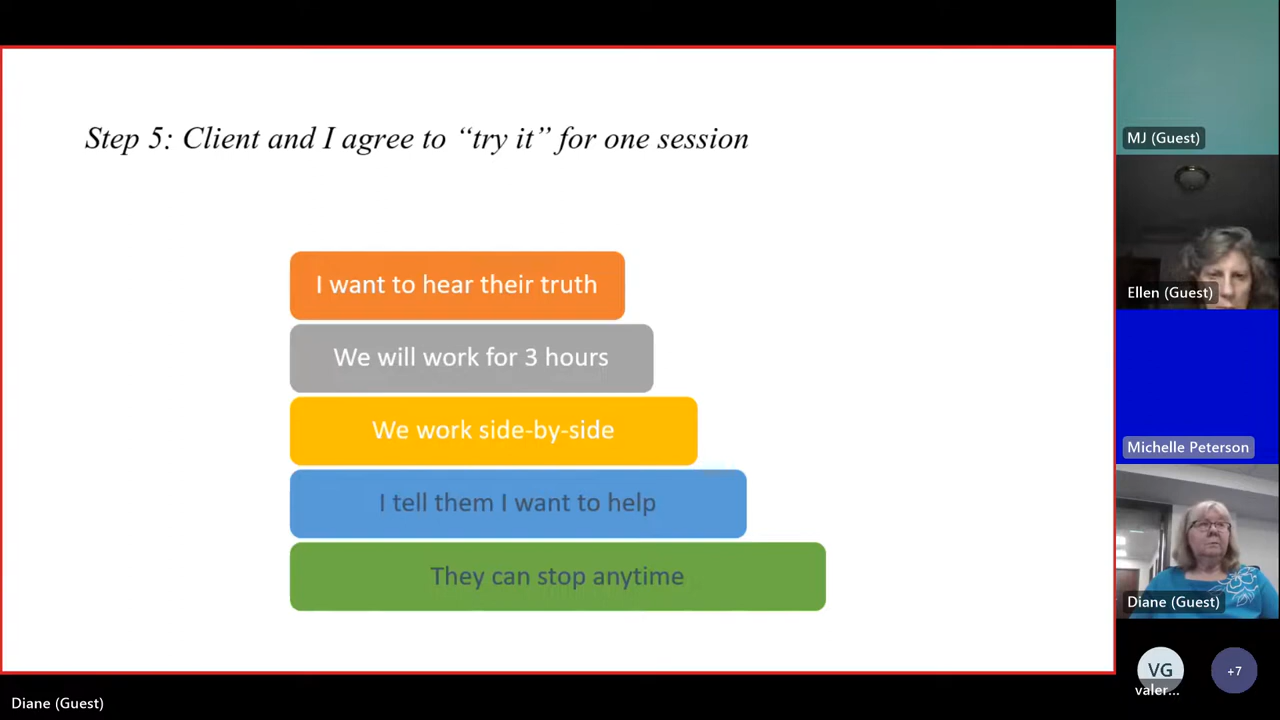 Step 5: Client and I agree to “try it” for one session
I want to hear their truth
We will work for 3 hours
We work side-by-side
I tell them I want to help
They can stop anytime
MJ (Guest)
Ellen (Guest)
Michelle Peterson
Diane (Guest)
VG
valer...
+7
Diane (Guest)